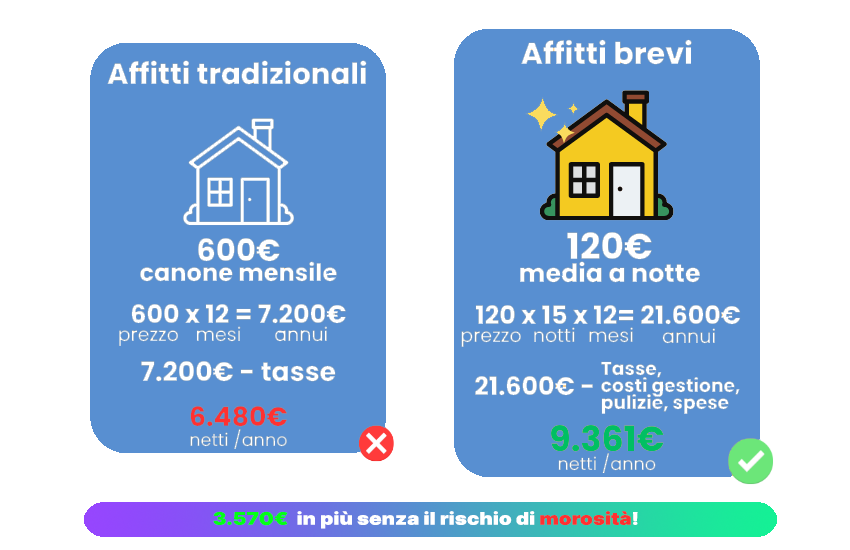 Affitti tradizionali
600€
canone mensile
600 x 12 = 7.200€
prezzo mesi annui
7.200€ - tasse
6.480€
netti /anno
Affitti brevi
120€
media a notte
120 x 15 x 12= 21.600€
prezzo notti mesi annui
21.600€ - Tasse,
costi gestione,
pulizie, spese
9.361€
netti /anno
3.570€ in più senza il rischio di morosità!